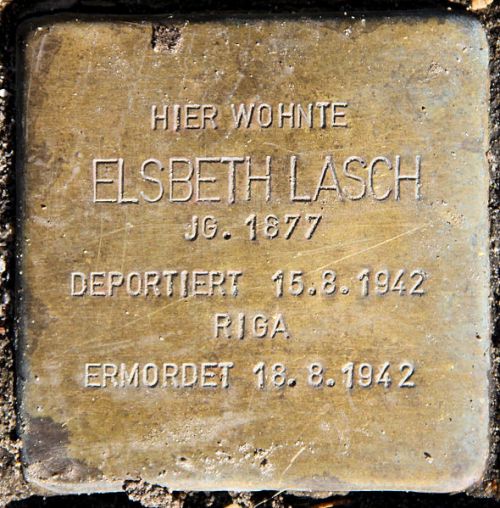 HIER WOHNTE
ELSBETH LASCH
JG. 1877
DEPORTIERT 15.8.1942
RIGA
ERMORDET 18.8.1942